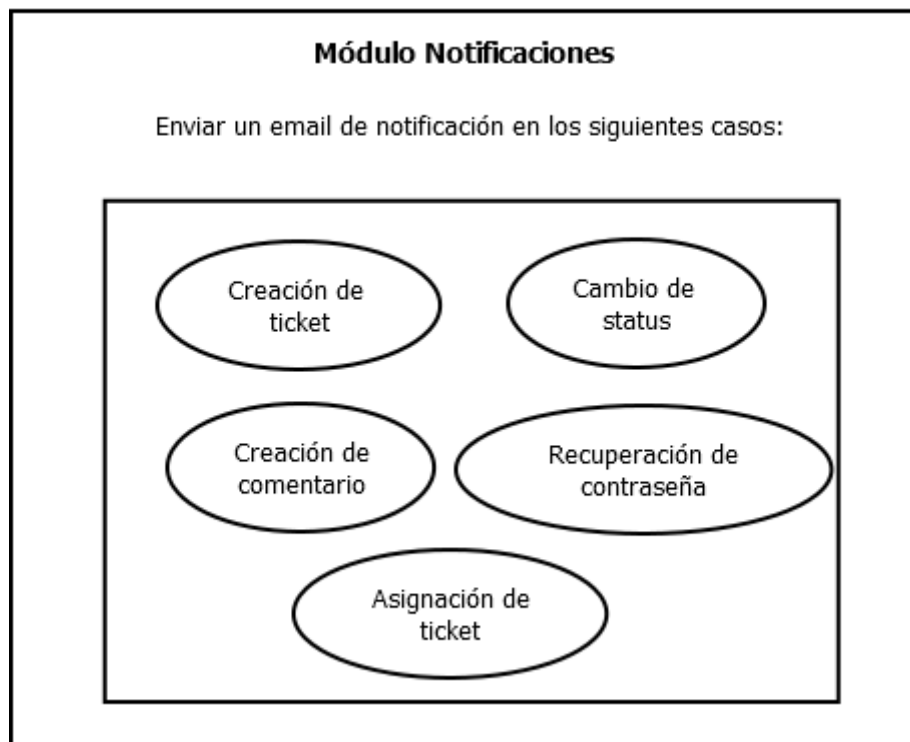 Módulo Notificaciones
Enviar un email de notificación en los siguientes casos:
Creación de
ticket
Cambio de
status
Creación de
comentario
Recuperación de
contraseña
Asignación de
ticket